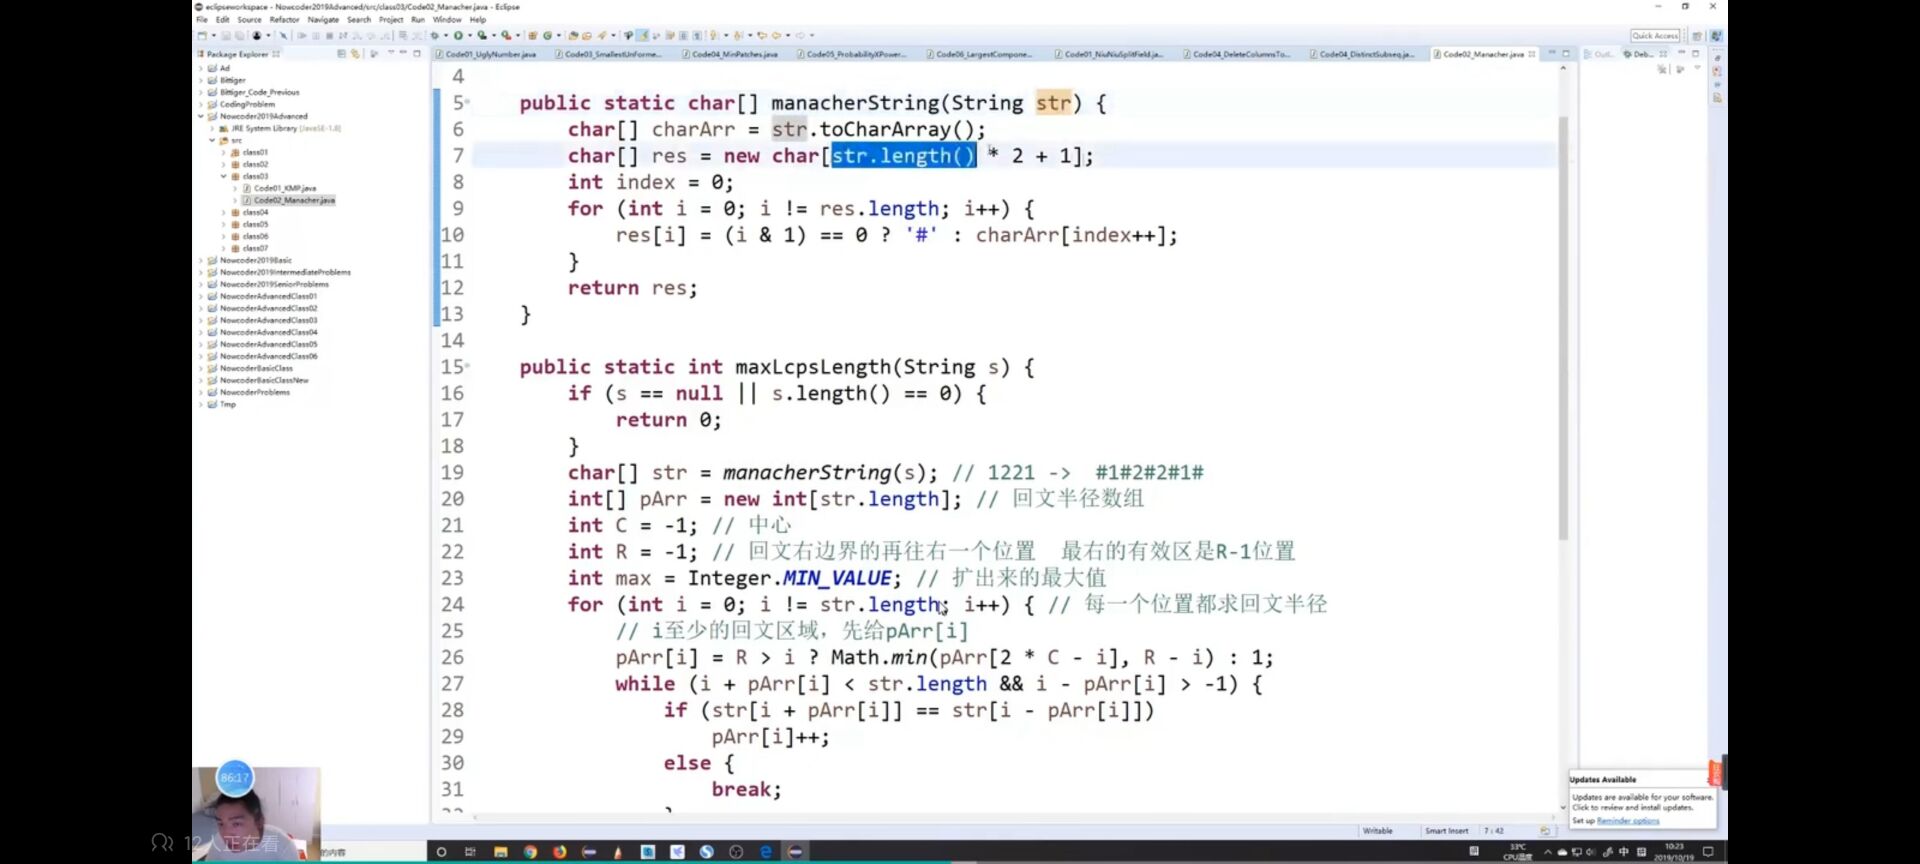 eclipseworkspace - Nowcoder2019Advanced/src/class03/Code02_Manacher.java - Eclipse
File Edit Source Refactor Navigate Search Project Run Window Help
Quick Access
Package Explorer
Code01_UglyNumber.java Code03_SmallestUnForme... Code04_MinPatches.java Code05_ProbabilityXPower... Code06_LargestCompone... Code01_NiuNiuSplitField.ja... Code04_DeleteColumnsTo... Code04_DistinctSubseq.ja... Code02_Manacher.java Outl... Deb...
Ad
Bittiger
Bittiger_Code_Previous
CodingProblem
Nowcoder2019Advanced
JRE System Library [JavaSE-1.8]
src
class01
class02
class03
Code01_KMP.java
Code02_Manacher.java
class04
class05
class06
class07
Nowcoder2019Basic
Nowcoder2019IntermediateProblems
Nowcoder2019SeniorProblems
NowcoderAdvancedClass01
NowcoderAdvancedClass02
NowcoderAdvancedClass03
NowcoderAdvancedClass04
NowcoderAdvancedClass05
NowcoderAdvancedClass06
NowcoderBasicClass
NowcoderBasicClassNew
NowcoderProblems
Tmp
4
5 public static char[] manacherString(String str) {
6 char[] charArr = str.toCharArray();
7 char[] res = new char[str.length() * 2 + 1];
8 int index = 0;
9 for (int i = 0; i != res.length; i++) {
10 res[i] = (i & 1) == 0 ? '#' : charArr[index++];
11 }
12 return res;
13 }
14
15 public static int maxLcpsLength(String s) {
16 if (s == null || s.length() == 0) {
17 return 0;
18 }
19 char[] str = manacherString(s); // 1221 -> #1#2#2#1#
20 int[] pArr = new int[str.length]; // 回文半径数组
21 int C = -1; // 中心
22 int R = -1; // 回文右边界的再往右一个位置 最右的有效区是R-1位置
23 int max = Integer.MIN_VALUE; // 扩出来的最大值
24 for (int i = 0; i != str.length; i++) { // 每一个位置都求回文半径
25 // i至少的回文区域，先给pArr[i]
26 pArr[i] = R > i ? Math.min(pArr[2 * C - i], R - i) : 1;
27 while (i + pArr[i] < str.length && i - pArr[i] > -1) {
28 if (str[i + pArr[i]] == str[i - pArr[i]])
29 pArr[i]++;
30 else {
31 break;
}
Updates Available
Updates are available for your software.
Click to review and install updates.
Set up Reminder options
86:17
12人正在看
的内容
Writable Smart Insert 7 : 42
33°C
CPU温度
中
10:23
2019/10/19